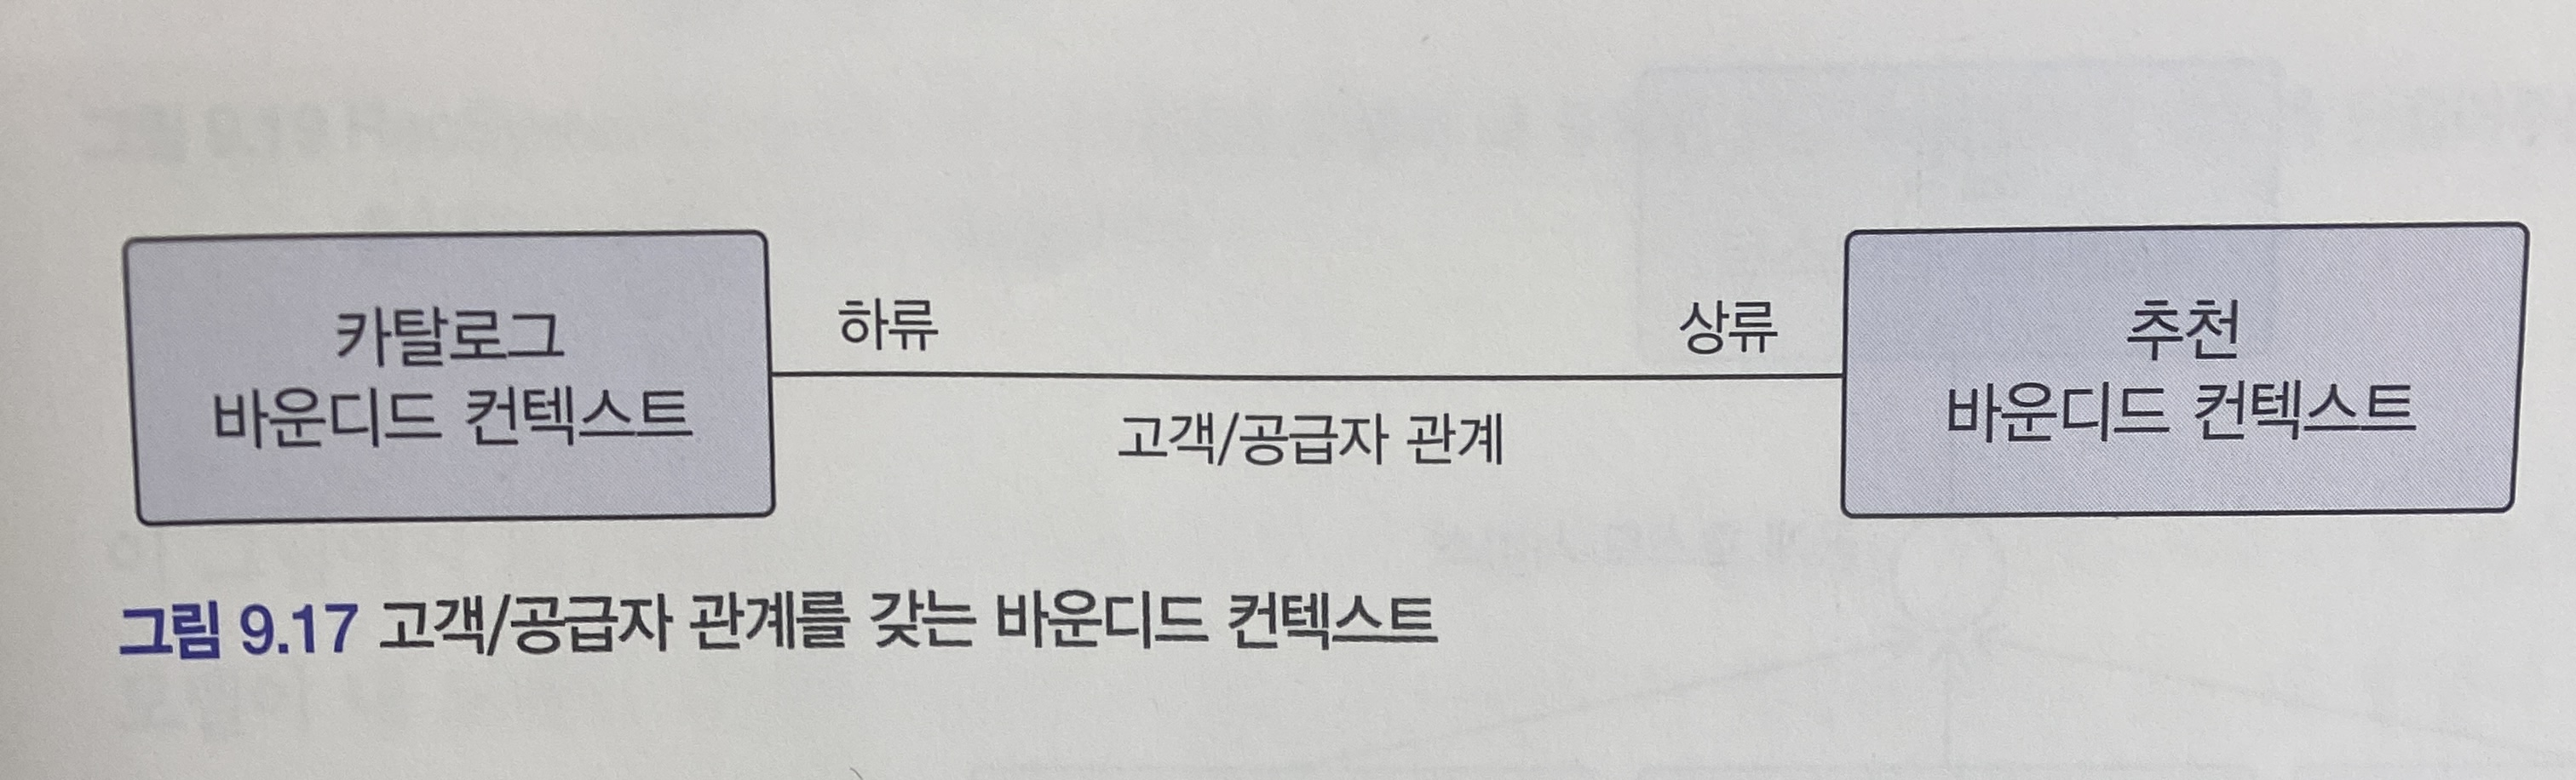 카탈로그
바운디드 컨텍스트
하류
상류
고객/공급자 관계
추천
바운디드 컨텍스트
그림 9.17 고객/공급자 관계를 갖는 바운디드 컨텍스트